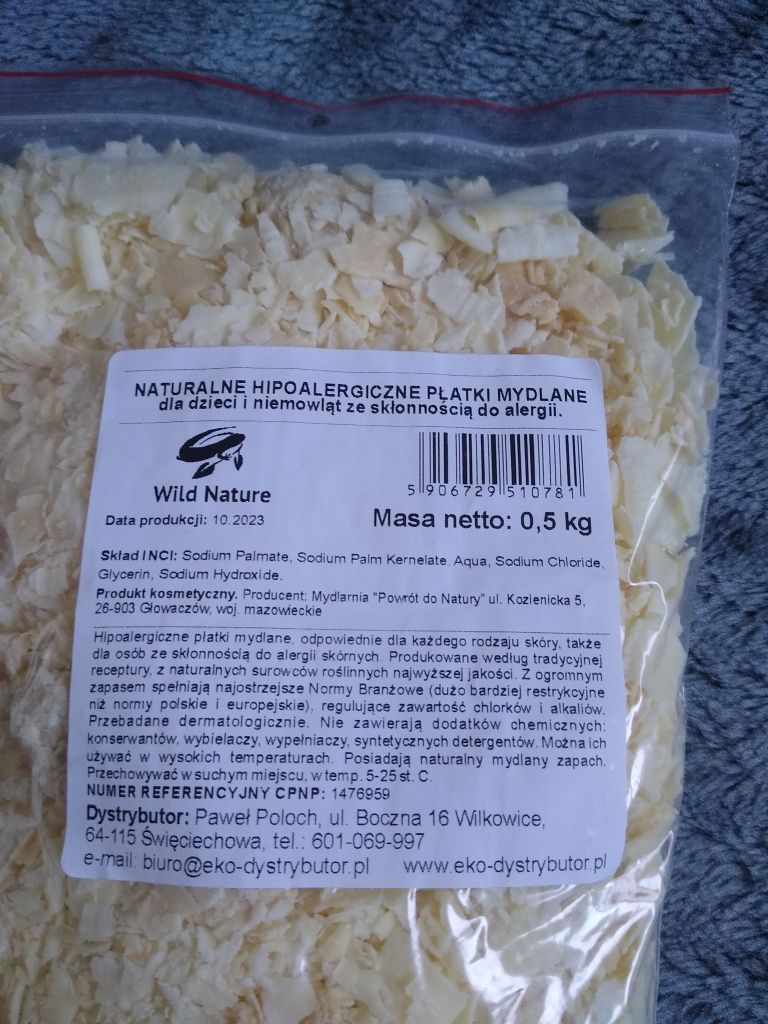 NATURALNE HIPOALERGICZNE PŁATKI MYDLANE
dla dzieci i niemowląt ze skłonnością do alergii.
Wild Nature
5 906729 510781
Data produkcji: 10.2023
Masa netto: 0,5 kg
Skład INCI: Sodium Palmate, Sodium Palm Kernelate, Aqua, Sodium Chloride,
Glycerin, Sodium Hydroxide.
Produkt kosmetyczny. Producent: Mydlarnia "Powrót do Natury" ul. Kozienicka 5,
26-903 Głowaczów, woj. mazowieckie
Hipoalergiczne płatki mydlane, odpowiednie dla każdego rodzaju skóry, także
dla osób ze skłonnością do alergii skórnych. Produkowane według tradycyjnej
receptury, z naturalnych surowców roślinnych najwyższej jakości. Z ogromnym
zapasem spełniają najostrzejsze Normy Branżowe (dużo bardziej restrykcyjne
niż normy polskie i europejskie), regulujące zawartość chlorków i alkaliów.
Przebadane dermatologicznie. Nie zawierają dodatków chemicznych:
konserwantów, wybielaczy, wypełniaczy, syntetycznych detergentów. Można ich
używać w wysokich temperaturach. Posiadają naturalny mydlany zapach.
Przechowywać w suchym miejscu, w temp. 5-25 st. C.
NUMER REFERENCYJNY CPNP: 1476959
Dystrybutor: Paweł Poloch, ul. Boczna 16 Wilkowice,
64-115 Święciechowa, tel.: 601-069-997
e-mail: biuro@eko-dystrybutor.pl www.eko-dystrybutor.pl